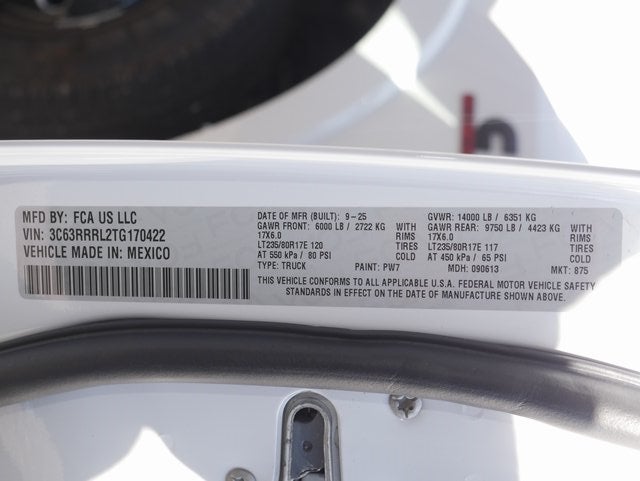 MFD BY: FCA US LLC
VIN: 3C63RRRL2TG170422
VEHICLE MADE IN: MEXICO
DATE OF MFR (BUILT): 9-25
GAWR FRONT: 6000 LB / 2722 KG WITH
17X6.0 RIMS
LT235/80R17E 120 COLD
AT 550 kPa / 80 PSI
TYPE: TRUCK PAINT: PW7
GVWR: 14000 LB / 6351 KG
GAWR REAR: 9750 LB / 4423 KG WITH
17X6.0 RIMS
LT235/80R17E 117 COLD
AT 450 kPa / 65 PSI
MDH: 090613 MKT: 875
THIS VEHICLE CONFORMS TO ALL APPLICABLE U.S.A. FEDERAL MOTOR VEHICLE SAFETY
STANDARDS IN EFFECT ON THE DATE OF MANUFACTURE SHOWN ABOVE.